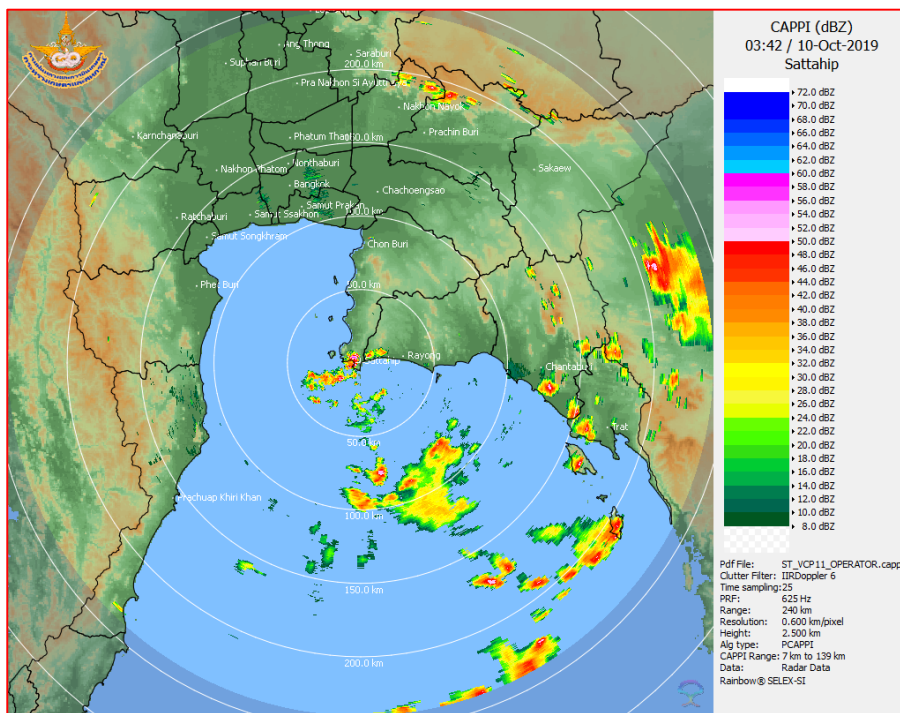 CAPPI (dBZ)
03:42 / 10-Oct-2019
Sattahip
72.0 dBZ
70.0 dBZ
68.0 dBZ
66.0 dBZ
64.0 dBZ
62.0 dBZ
60.0 dBZ
58.0 dBZ
56.0 dBZ
54.0 dBZ
52.0 dBZ
50.0 dBZ
48.0 dBZ
46.0 dBZ
44.0 dBZ
42.0 dBZ
40.0 dBZ
38.0 dBZ
36.0 dBZ
34.0 dBZ
32.0 dBZ
30.0 dBZ
28.0 dBZ
26.0 dBZ
24.0 dBZ
22.0 dBZ
20.0 dBZ
18.0 dBZ
16.0 dBZ
14.0 dBZ
12.0 dBZ
10.0 dBZ
8.0 dBZ
Pdf File: ST_VCP11_OPERATOR.capp
Clutter Filter: IIRDoppler 6
Time sampling:25
PRF: 625 Hz
Range: 240 km
Resolution: 0.600 km/pixel
Height: 2.500 km
Alg type: PCAPPI
CAPPI Range: 7 km to 139 km
Data: Radar Data
Rainbow® SELEX-SI
Ang Thong
Saraburi
Suphan Buri
200.0 km
Pra Nakhon Si
Nakhon Nayok
Karnchanaburi
Phatum
Prachin Buri
Nonthaburi
Nakhon
Sakaew
Bangkok
Chachoengsao
Samut Prakan
Ratchaburi
Samut Ssakhon
Samut Songkhram
Chon Buri
Buri
Rayong
Trat
50.0 km
Prachuap Khiri Khan
100.0 km
150.0 km
200.0 km